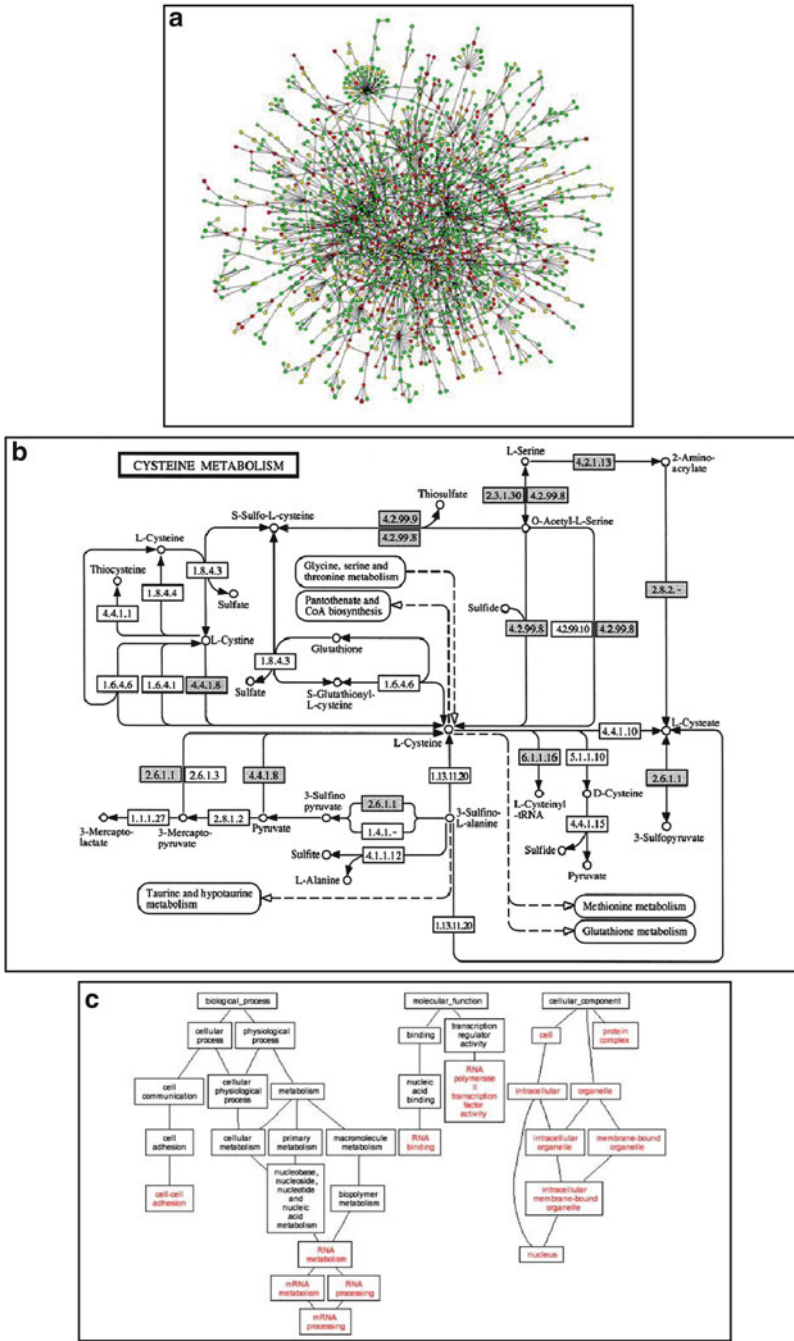 a
b
CYSTEINE METABOLISM
L-Serine
4.2.1.13
2-Amino-
acrylate
2.3.1.30
4.2.99.8
Thiosulfate
S-Sulfo-L-cysteine
4.2.99.9
4.2.99.8
O-Acetyl-L-Serine
L-Cysteine
1.8.4.3
Thiocysteine
1.8.4.4
Sulfate
4.4.1.1
Glycine, serine and
threonine metabolism
Pantothenate and
CoA biosynthesis
Sulfide
2.8.2.-
4.2.99.8
4.2.99.10
4.2.99.8
L-Cystine
Glutathione
1.8.4.3
Sulfate
S-Glutathionyl-
L-cysteine
1.6.4.6
1.6.4.6
1.6.4.1
4.4.1.8
L-Cysteine
4.4.1.10
L-Cysteate
1.13.11.20
6.1.1.16
5.1.1.10
2.6.1.1
2.6.1.3
4.4.1.8
2.6.1.1
3-Sulfino
pyruvate
2.6.1.1
1.4.1.-
3-Sulfino-
L-alanine
L-Cysteinyl
-tRNA
D-Cysteine
4.4.1.15
3-Sulfopyruvate
1.1.1.27
2.8.1.2
3-Mercapto-
lactate
3-Mercapto-
pyruvate
Pyruvate
Sulfite
4.1.1.12
L-Alanine
Sulfide
Pyruvate
Taurine and hypotaurine
metabolism
1.13.11.20
Methionine metabolism
Glutathione metabolism
c
biological_process
molecular_function
cellular_component
cellular
process
physiological
process
binding
transcription
regulator
activity
cell
protein
complex
cell
communication
cellular
physiological
process
metabolism
nucleic
acid
binding
RNA
polymerase
II
transcription
factor
activity
intracellular
organelle
cell
adhesion
cellular
metabolism
primary
metabolism
macromolecule
metabolism
RNA
binding
intracellular
organelle
membrane-bound
organelle
cell-cell
adhesion
nucleobase,
nucleoside,
nucleotide
and
nucleic
acid
metabolism
biopolymer
metabolism
intracellular
membrane-bound
organelle
RNA
metabolism
nucleus
mRNA
metabolism
RNA
processing
mRNA
processing